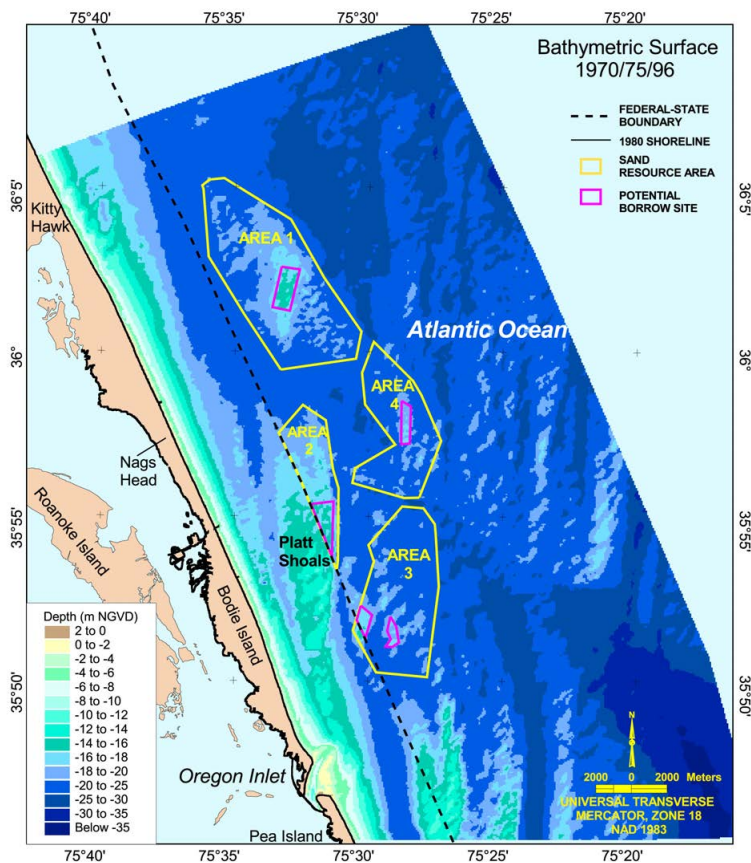 75°40'
75°35'
75°30'
75°25'
75°20'
Bathymetric Surface
1970/75/96
FEDERAL-STATE
BOUNDARY
1980 SHORELINE
SAND
RESOURCE AREA
POTENTIAL
BORROW SITE
36°5'
36°5'
Kitty
Hawk
AREA 1
Atlantic Ocean
36°
36°
AREA
4
AREA
2
Nags
Head
Roanoke Island
35°55'
35°55'
Platt
Shoals
AREA
3
Bodie Island
Depth (m NGVD)
2 to 0
0 to -2
-2 to -4
-4 to -6
-6 to -8
-8 to -10
-10 to -12
-12 to -14
-14 to -16
-16 to -18
-18 to -20
-20 to -25
-25 to -30
-30 to -35
Below -35
35°50'
35°50'
Oregon Inlet
Pea Island
N
2000 0 2000 Meters
UNIVERSAL TRANSVERSE
MERCATOR, ZONE 18
NAD 1983
75°40'
75°35'
75°30'
75°25'
75°20'